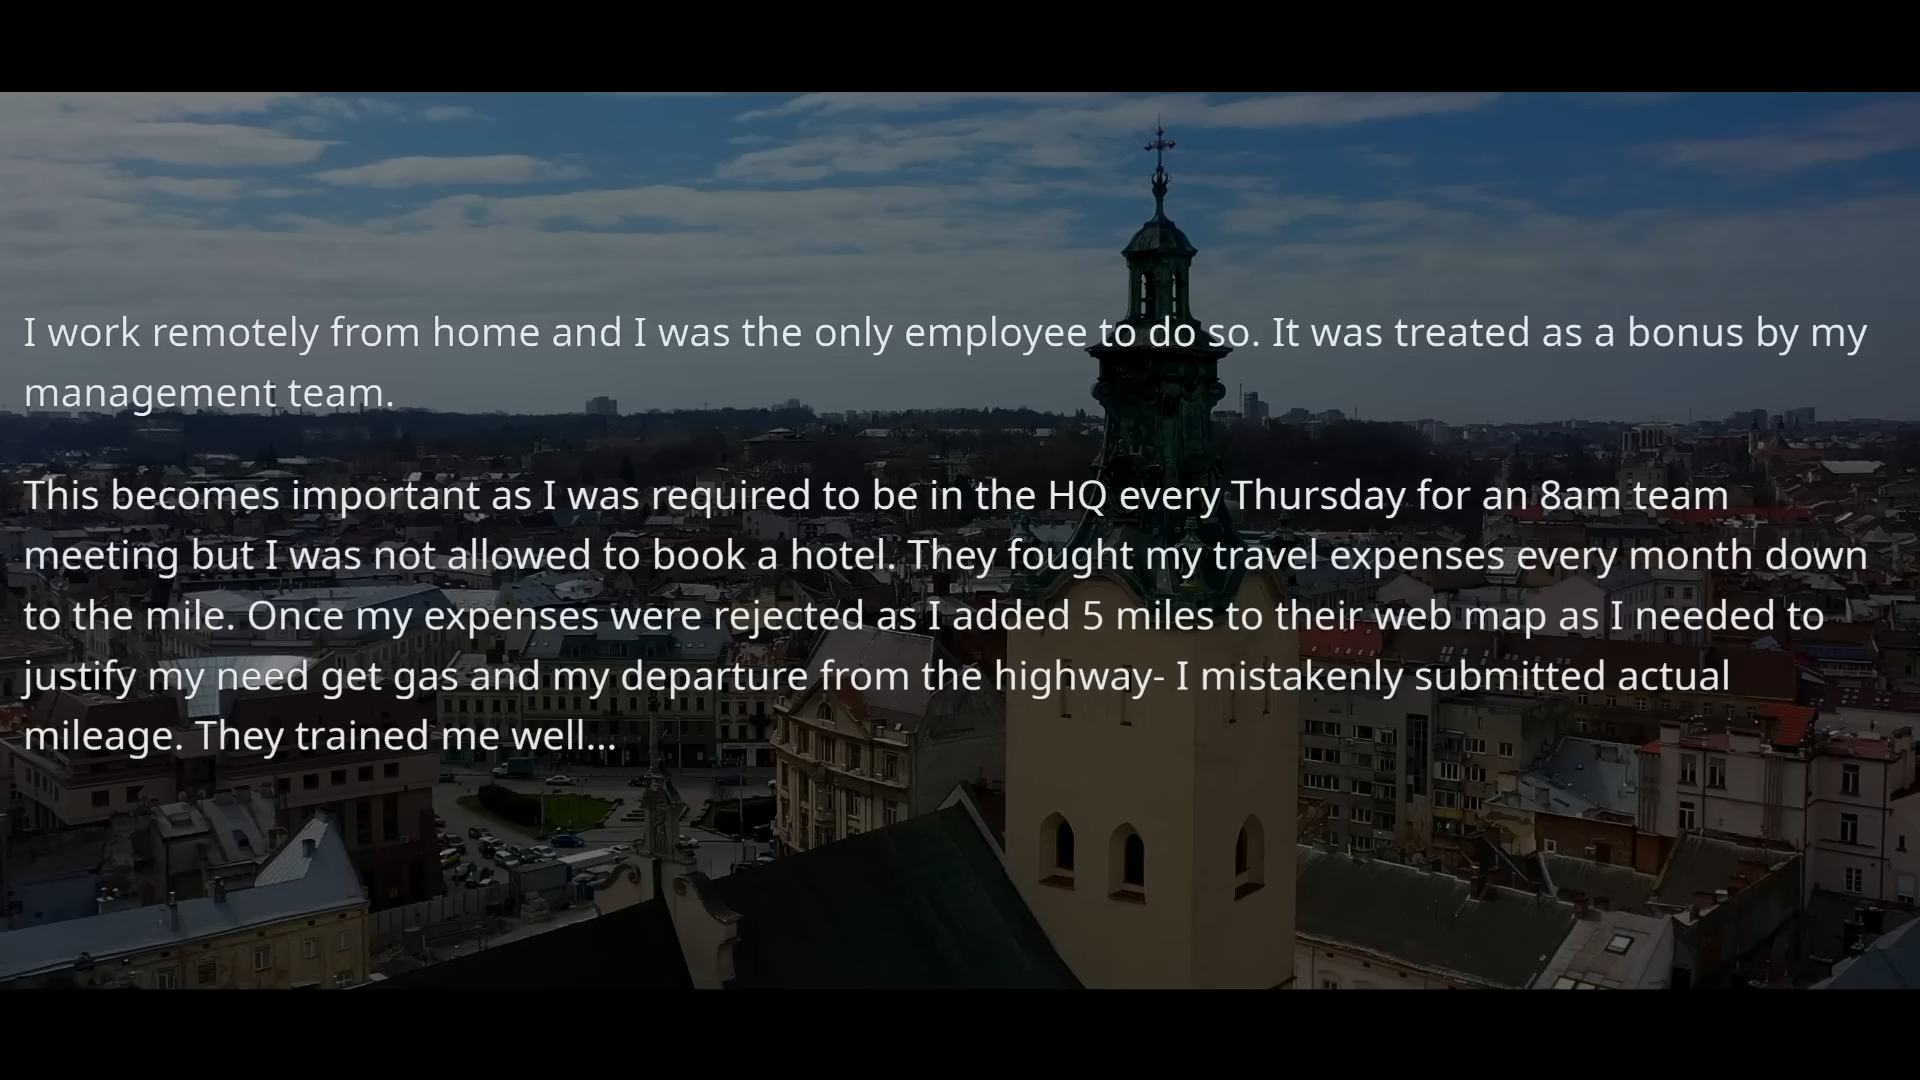 I work remotely from home and I was the only employee to do so. It was treated as a bonus by my
management team.
This becomes important as I was required to be in the HQ every Thursday for an 8am team
meeting but I was not allowed to book a hotel. They fought my travel expenses every month down
to the mile. Once my expenses were rejected as I added 5 miles to their web map as I needed to
justify my need get gas and my departure from the highway- I mistakenly submitted actual
mileage. They trained me well...